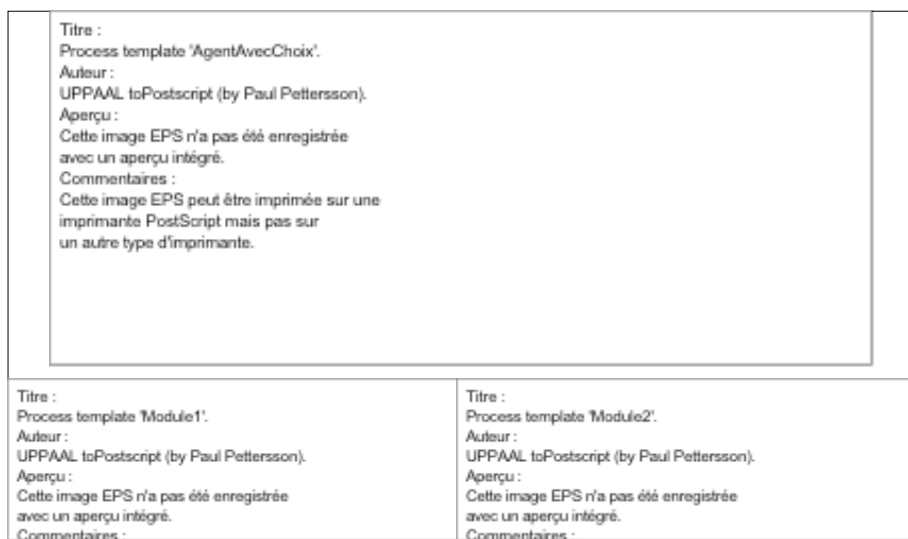 Titre :
Process template 'AgentAvecChoix'.
Auteur :
UPPAAL toPostscript (by Paul Pettersson).
Aperçu :
Cette image EPS n'a pas été enregistrée
avec un aperçu intégré.
Commentaires :
Cette image EPS peut être imprimée sur une
imprimante PostScript mais pas sur
un autre type d'imprimante.
Titre :
Process template 'Module1'.
Auteur :
UPPAAL toPostscript (by Paul Pettersson).
Aperçu :
Cette image EPS n'a pas été enregistrée
avec un aperçu intégré.
Commentaires :
Titre :
Process template 'Module2'.
Auteur :
UPPAAL toPostscript (by Paul Pettersson).
Aperçu :
Cette image EPS n'a pas été enregistrée
avec un aperçu intégré.
Commentaires :